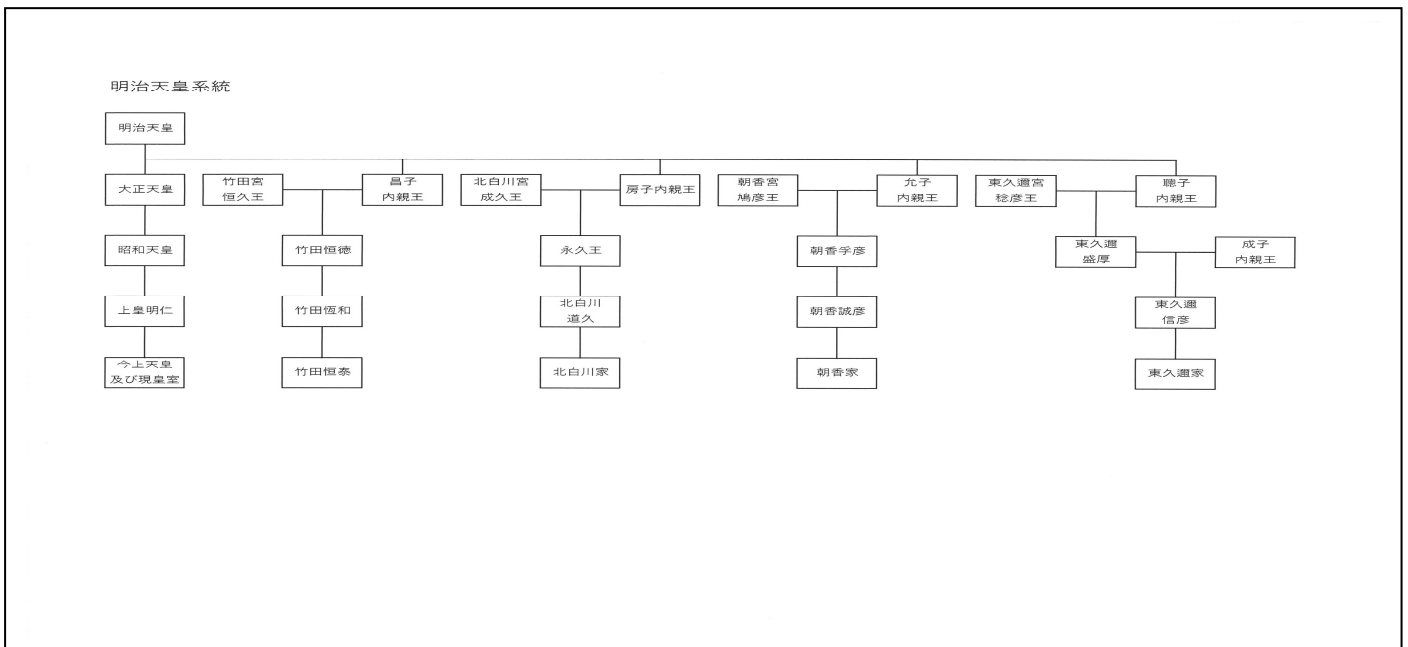 明治天皇系統
明治天皇
大正天皇
竹田宮
恒久王
昌子
内親王
北白川宮
成久王
房子内親王
朝香宮
鳩彦王
允子
内親王
東久邇宮
稔彦王
聰子
内親王
昭和天皇
竹田恒徳
永久王
朝香孚彦
東久邇
盛厚
成子
内親王
上皇明仁
竹田恆和
北白川
道久
朝香誠彦
東久邇
信彦
今上天皇
及び現皇室
竹田恒泰
北白川家
朝香家
東久邇家